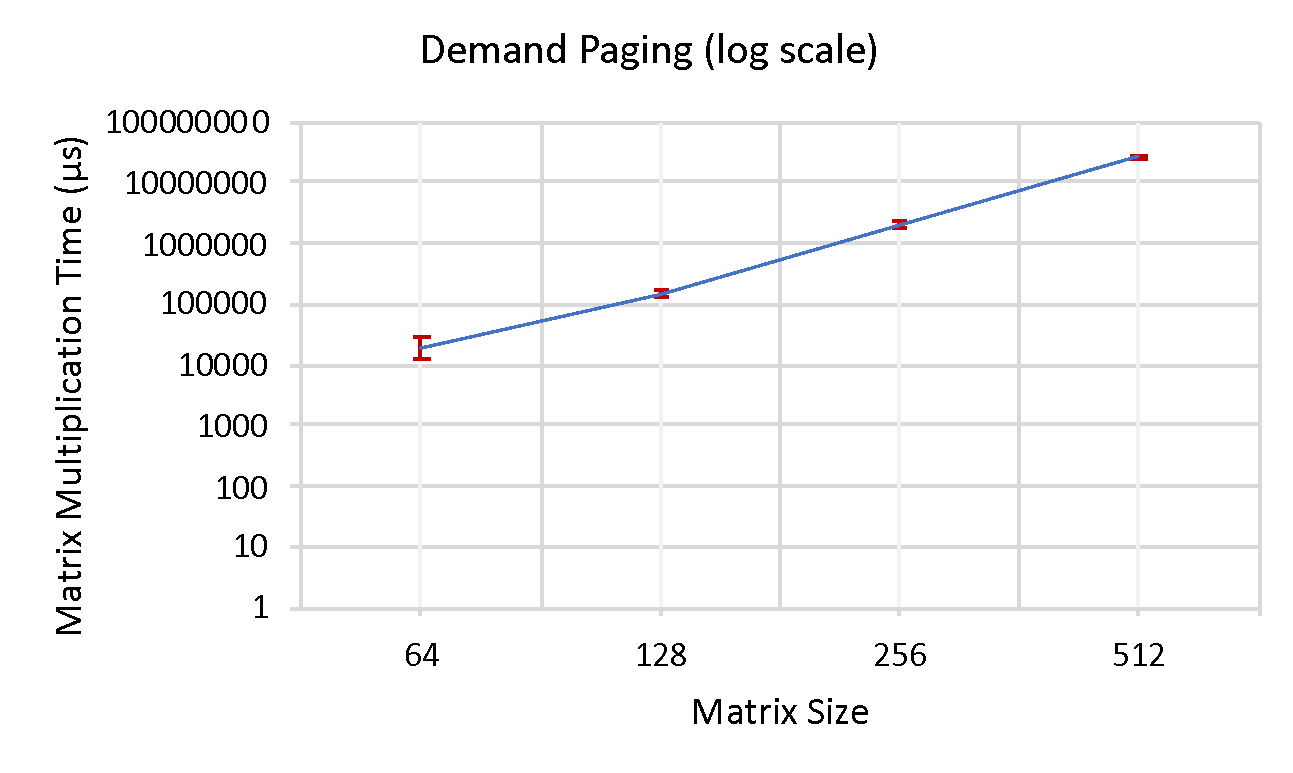 Demand Paging (log scale)
Matrix Multiplication Time (µs)
100000000
10000000
1000000
100000
10000
1000
100
10
1
64 128 256 512
Matrix Size